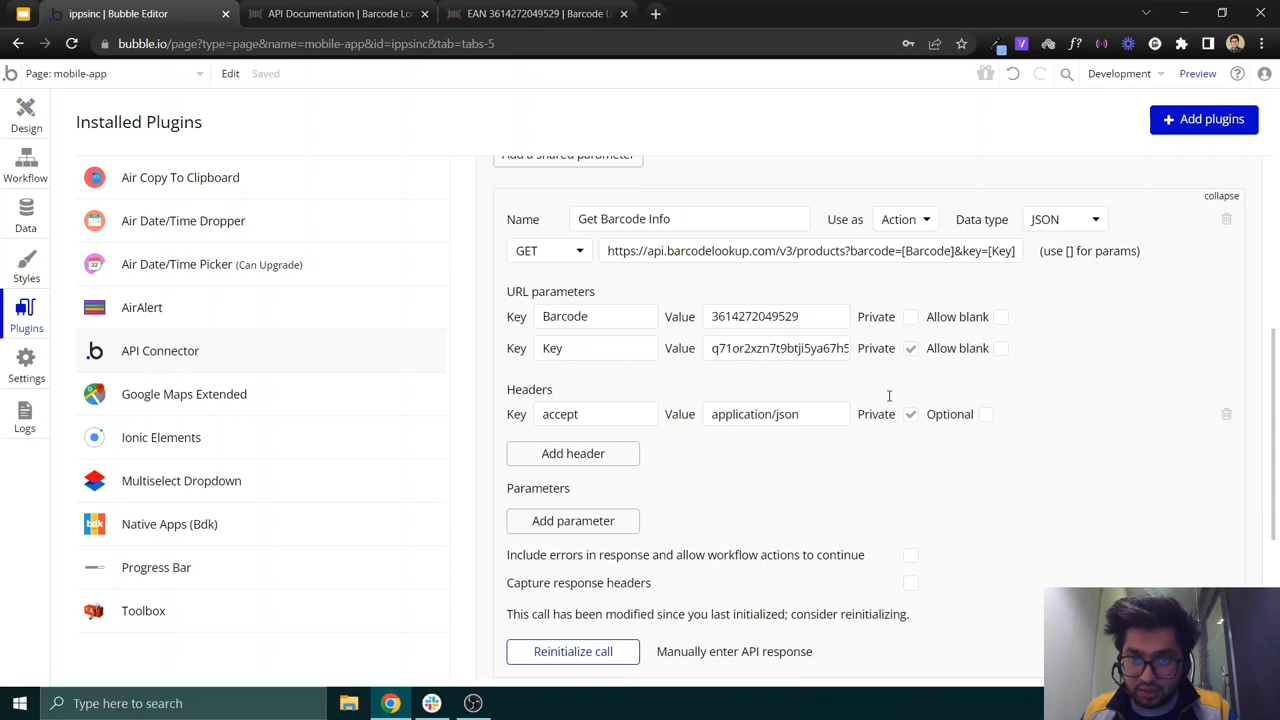 ippsinc | Bubble Editor
API Documentation | Barcode Lo
EAN 3614272049529 | Barcode L
bubble.io/page?type=page&name=mobile-app&id=ippsinc&tab=tabs-5
Page: mobile-app
Edit
Saved
Development
Preview
Design
Workflow
Data
Styles
Plugins
Settings
Logs
Installed Plugins
+ Add plugins
Air Copy To Clipboard
Air Date/Time Dropper
Air Date/Time Picker (Can Upgrade)
AirAlert
API Connector
Google Maps Extended
Ionic Elements
Multiselect Dropdown
Native Apps (Bdk)
Progress Bar
Toolbox
Add a shared parameter
collapse
Name Get Barcode Info Use as Action Data type JSON
GET https://api.barcodelookup.com/v3/products?barcode=[Barcode]&key=[Key] (use [] for params)
URL parameters
Key Barcode Value 3614272049529 Private Allow blank
Key Key Value q71or2xzn7t9btji5ya67h5 Private Allow blank
Headers
Key accept Value application/json Private Optional
Add header
Parameters
Add parameter
Include errors in response and allow workflow actions to continue
Capture response headers
This call has been modified since you last initialized; consider reinitializing.
Reinitialize call Manually enter API response
Type here to search